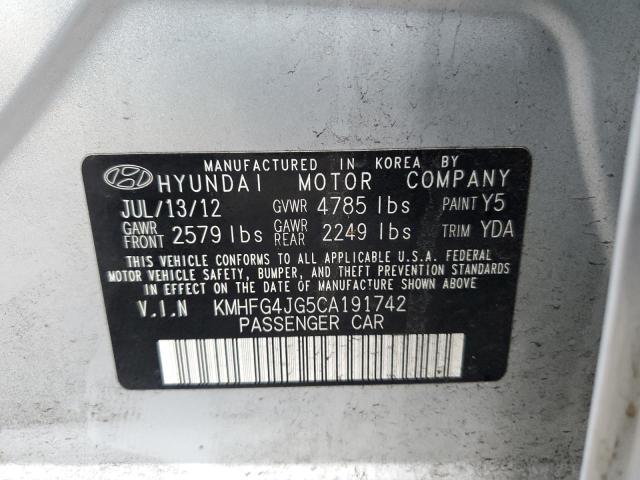 MANUFACTURED IN KOREA BY
HYUNDAI MOTOR COMPANY
JUL/13/12 GVWR 4785 lbs PAINT Y5
GAWR FRONT 2579 lbs GAWR REAR 2249 lbs TRIM YDA
THIS VEHICLE CONFORMS TO ALL APPLICABLE U.S.A. FEDERAL
MOTOR VEHICLE SAFETY, BUMPER, AND THEFT PREVENTION STANDARDS
IN EFFECT ON THE DATE OF MANUFACTURE SHOWN ABOVE.
V.I.N KMHFG4JG5CA191742
PASSENGER CAR